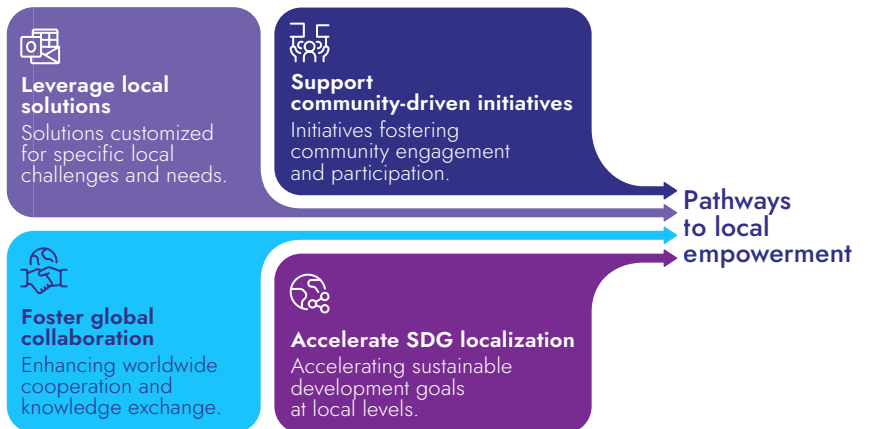 Leverage local
solutions
Solutions customized
for specific local
challenges and needs.
Support
community-driven initiatives
Initiatives fostering
community engagement
and participation.
Foster global
collaboration
Enhancing worldwide
cooperation and
knowledge exchange.
Accelerate SDG localization
Accelerating sustainable
development goals
at local levels.
Pathways
to local
empowerment